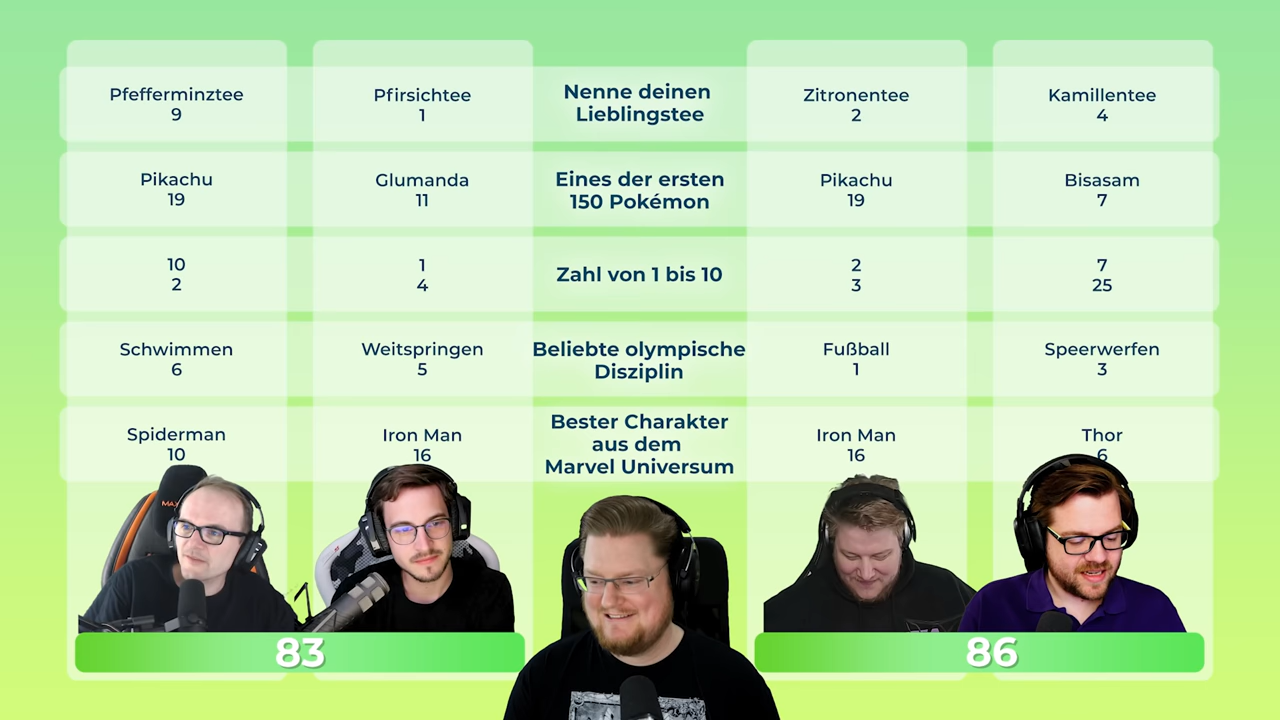 Pfefferminztee
9
Pfirsichtee
1
Nenne deinen
Lieblingstee
Zitronentee
2
Kamillentee
4
Pikachu
19
Glumanda
11
Eines der ersten
150 Pokémon
Pikachu
19
Bisasam
7
10
2
1
4
Zahl von 1 bis 10
2
3
7
25
Schwimmen
6
Weitspringen
5
Beliebte olympische
Disziplin
Fußball
1
Speerwerfen
3
Spiderman
10
Iron Man
16
Bester Charakter
aus dem
Marvel Universum
Iron Man
16
Thor
6
83
86